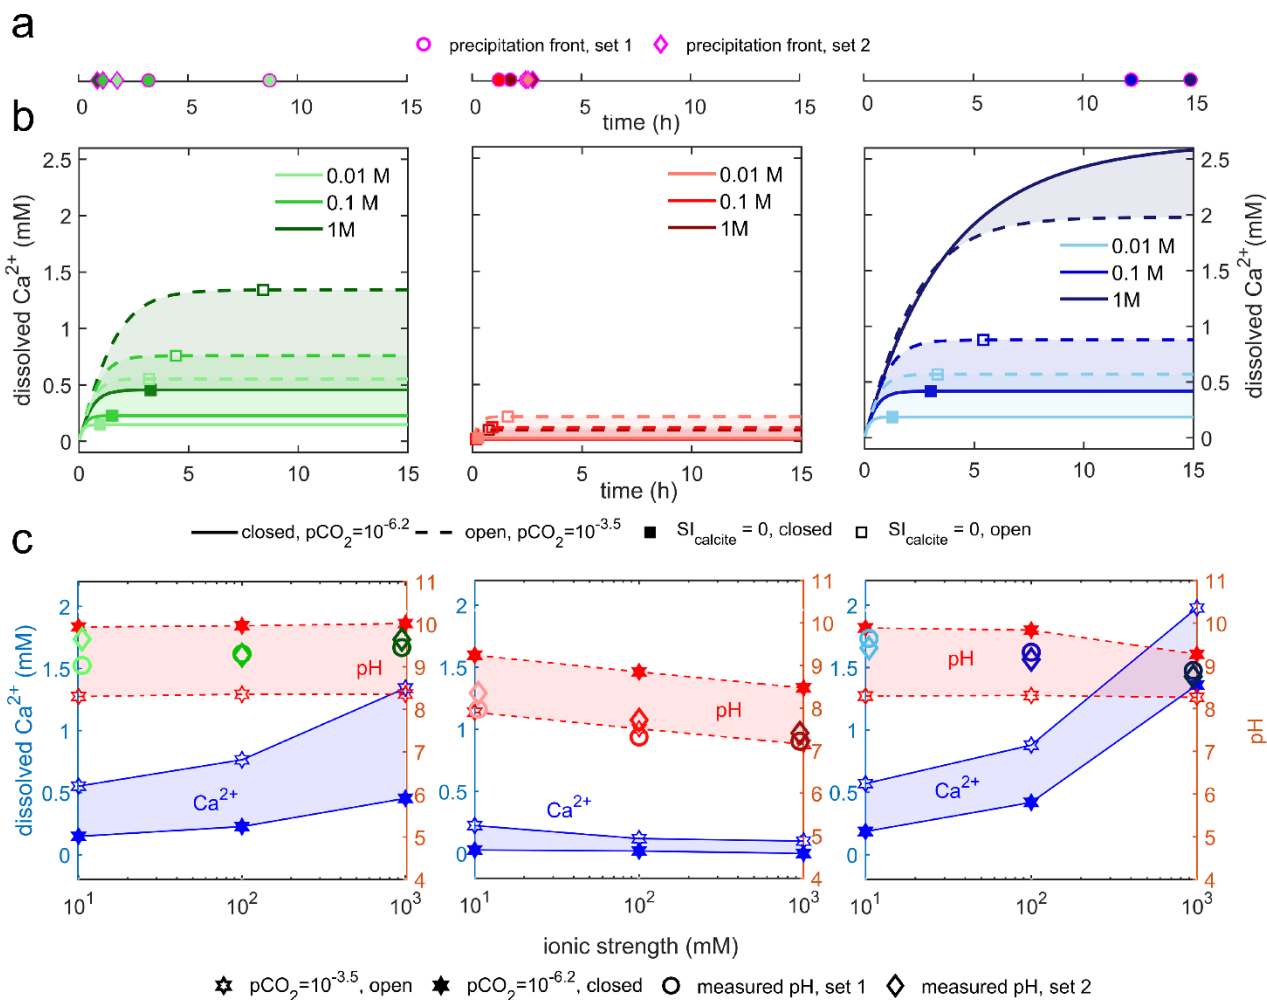 a
precipitation front, set 1 precipitation front, set 2
0 5 10 15 0 5 10 15 0 5 10 15
time (h)
b
2.5 2.5
0.01 M 0.01 M
0.1 M 0.1 M
1M 1M
2 2
0.01 M
0.1 M
1M
1.5 1.5
1 1
0.5 0.5
0 0
dissolved Ca2+ (mM) dissolved Ca2+(mM)
0 5 10 15 0 5 10 15 0 5 10 15
time (h)
closed, pCO2=10-6.2 open, pCO2=10-3.5 SIcalcite = 0, closed SIcalcite = 0, open
c
2 11 2 11 2 11
1.5 10 1.5 10 1.5 10
1 9 1 9 1 9
0.5 8 0.5 8 0.5 8
0 7 0 7 0 7
6 6 6
5 5 5
4 4 4
pH pH pH
Ca2+ Ca2+ Ca2+
dissolved Ca2+ (mM) pH
101 102 103 101 102 103 101 102 103
ionic strength (mM)
pCO2=10-3.5, open pCO2=10-6.2, closed measured pH, set 1 measured pH, set 2